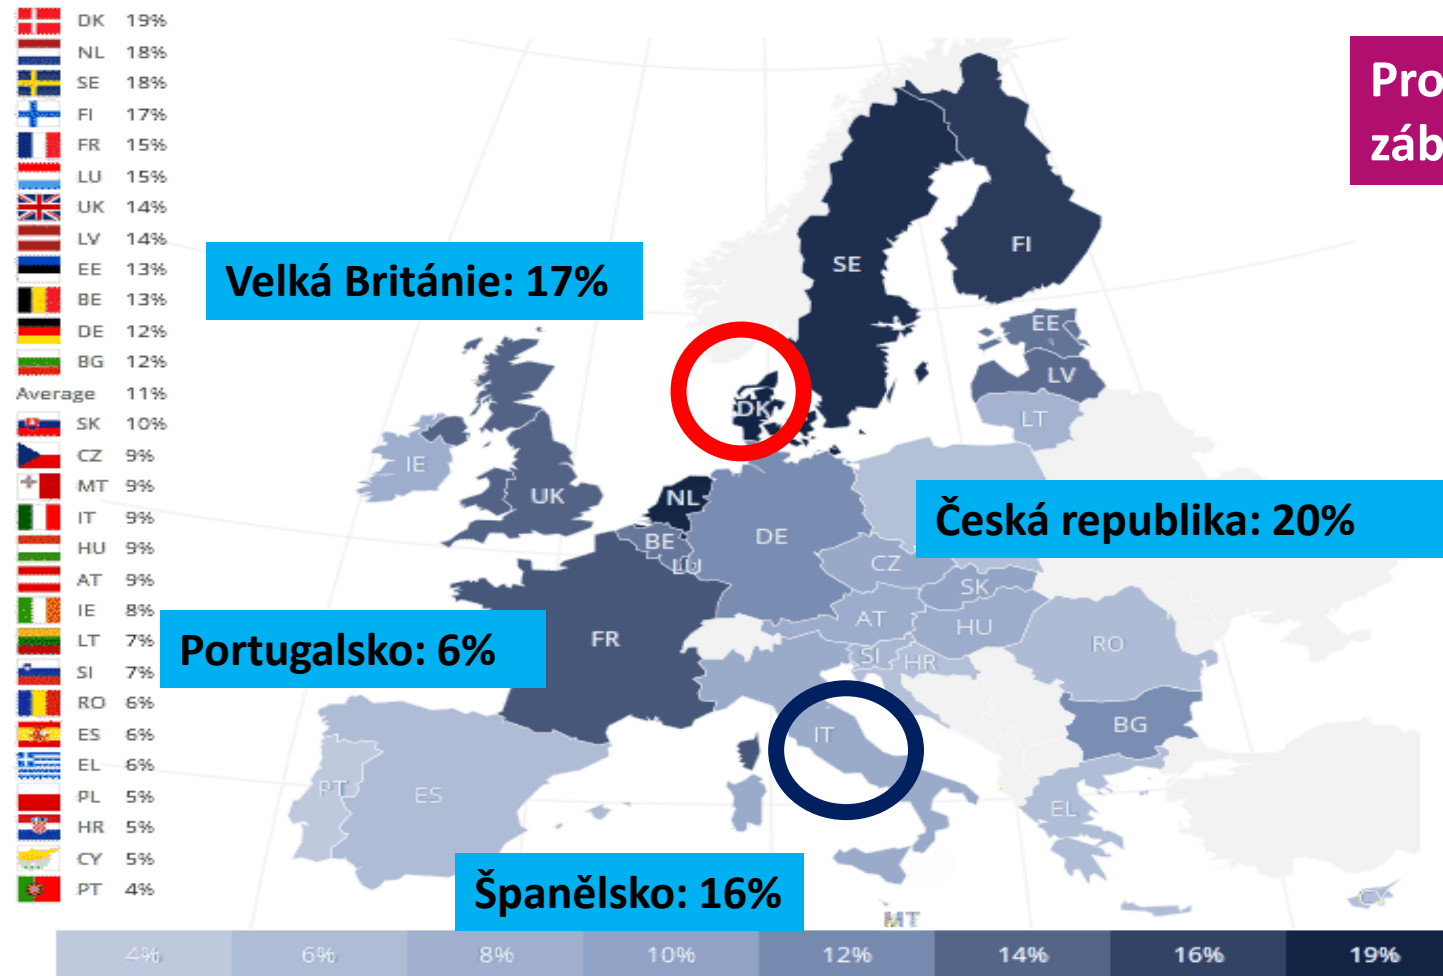 DK 19%
NL 18%
SE 18%
FI 17%
FR 15%
LU 15%
UK 14%
LV 14%
EE 13%
BE 13%
DE 12%
BG 12%
Average 11%
SK 10%
CZ 9%
MT 9%
IT 9%
HU 9%
AT 9%
IE 8%
LT 7%
SI 7%
RO 6%
ES 6%
EL 6%
PL 5%
HR 5%
CY 5%
PT 4%
Pro
záb
Velká Británie: 17%
Česká republika: 20%
Portugalsko: 6%
Španělsko: 16%
SE
FI
EE
LV
LT
DK
IE
UK
NL
BE
LU
DE
CZ
SK
AT
HU
SI
HR
RO
FR
IT
BG
PT
ES
EL
MT
CY
4% 6% 8% 10% 12% 14% 16% 19%